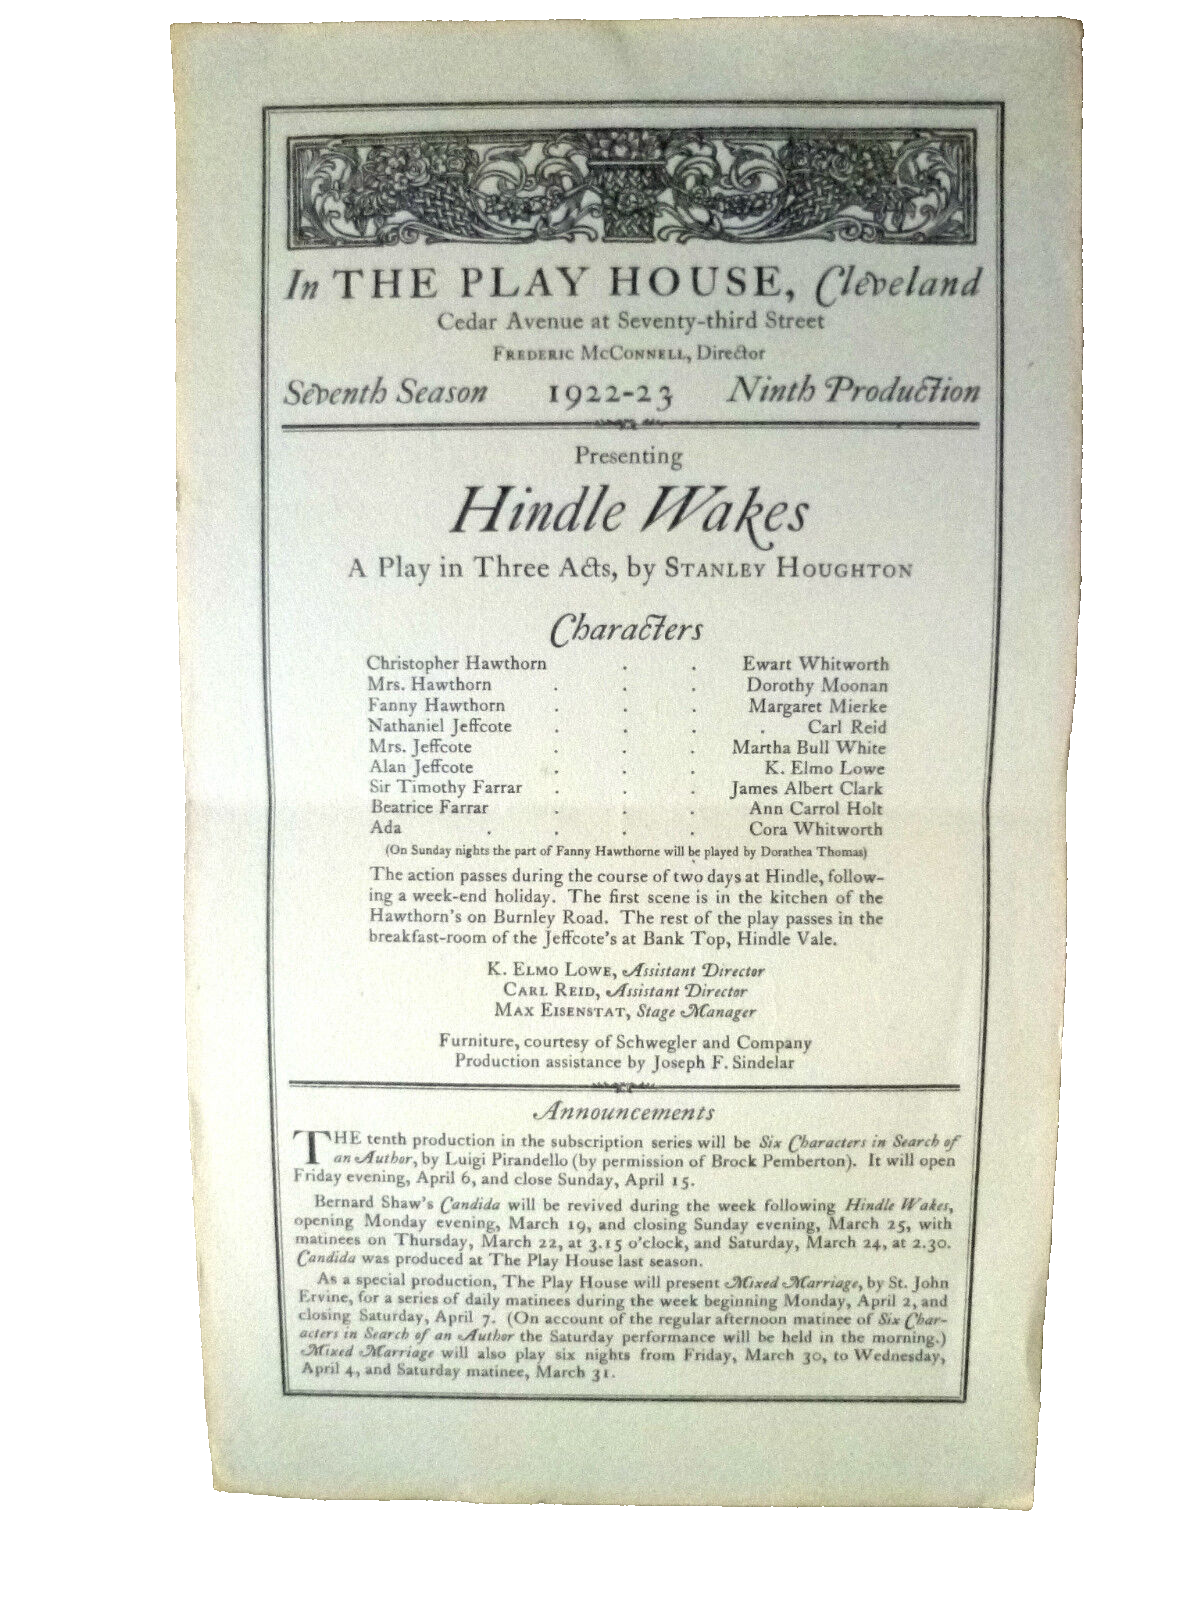 In THE PLAY HOUSE, Cleveland
Cedar Avenue at Seventy-third Street
FREDERIC MCCONNELL, Director
Seventh Season 1922-23 Ninth Production
Presenting
Hindle Wakes
A Play in Three Acts, by STANLEY HOUGHTON
Characters
Christopher Hawthorn . . Ewart Whitworth
Mrs. Hawthorn . . . Dorothy Moonan
Fanny Hawthorn . . . Margaret Mierke
Nathaniel Jeffcote . . . . Carl Reid
Mrs. Jeffcote . . . Martha Bull White
Alan Jeffcote . . . K. Elmo Lowe
Sir Timothy Farrar . . . James Albert Clark
Beatrice Farrar . . . Ann Carrol Holt
Ada . . . . Cora Whitworth
(On Sunday nights the part of Fanny Hawthorne will be played by Dorathea Thomas)
The action passes during the course of two days at Hindle, follow-
ing a week-end holiday. The first scene is in the kitchen of the
Hawthorn's on Burnley Road. The rest of the play passes in the
breakfast-room of the Jeffcote's at Bank Top, Hindle Vale.
K. ELMO LOWE, Assistant Director
CARL REID, Assistant Director
MAX EISENSTAT, Stage Manager
Furniture, courtesy of Schwegler and Company
Production assistance by Joseph F. Sindelar
Announcements
THE tenth production in the subscription series will be Six Characters in Search of
an Author, by Luigi Pirandello (by permission of Brock Pemberton). It will open
Friday evening, April 6, and close Sunday, April 15.
Bernard Shaw's Candida will be revived during the week following Hindle Wakes,
opening Monday evening, March 19, and closing Sunday evening, March 25, with
matinees on Thursday, March 22, at 3.15 o'clock, and Saturday, March 24, at 2.30.
Candida was produced at The Play House last season.
As a special production, The Play House will present Mixed Marriage, by St. John
Ervine, for a series of daily matinees during the week beginning Monday, April 2, and
closing Saturday, April 7. (On account of the regular afternoon matinee of Six Char-
acters in Search of an Author the Saturday performance will be held in the morning.)
Mixed Marriage will also play six nights from Friday, March 30, to Wednesday,
April 4, and Saturday matinee, March 31.